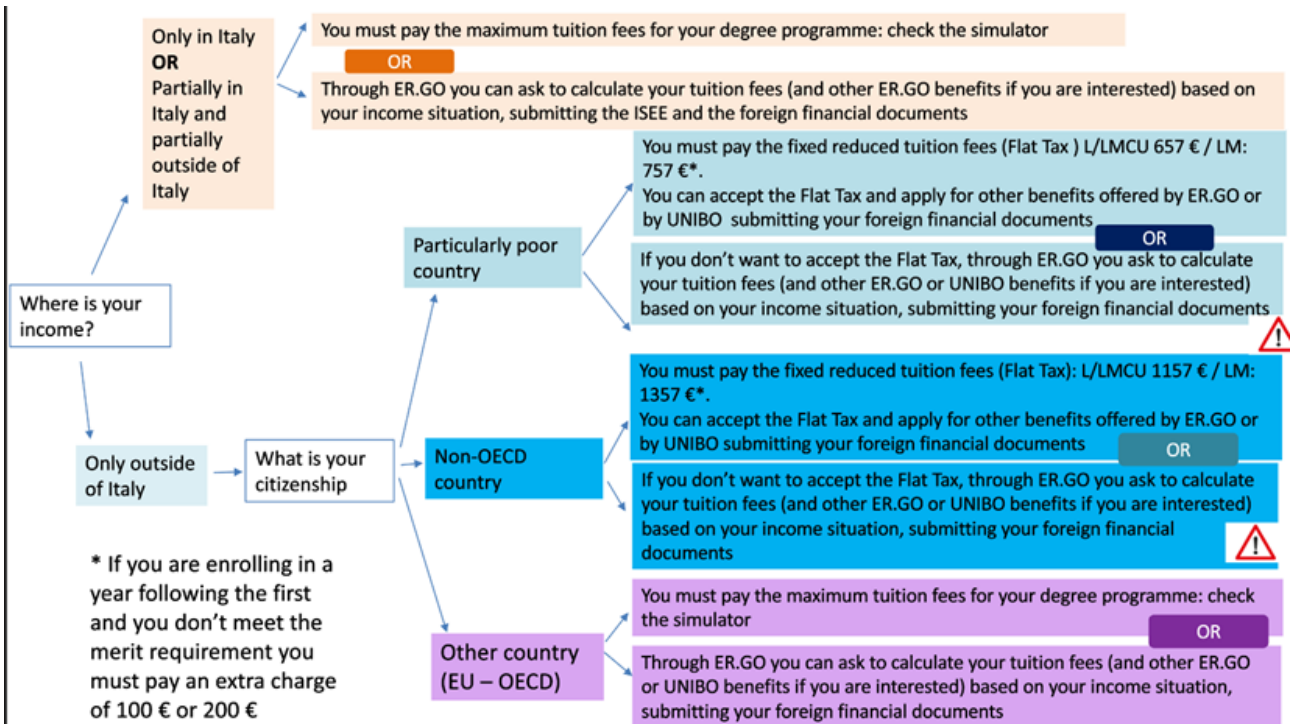 Only in Italy
OR
Partially in
Italy and
partially
outside of
Italy
You must pay the maximum tuition fees for your degree programme: check the simulator
OR
Through ER.GO you can ask to calculate your tuition fees (and other ER.GO benefits if you are interested) based on
your income situation, submitting the ISEE and the foreign financial documents
Where is your
income?
Only outside
of Italy
What is your
citizenship
Particularly poor
country
You must pay the fixed reduced tuition fees (Flat Tax ) L/LMCU 657 € / LM:
757 €*.
You can accept the Flat Tax and apply for other benefits offered by ER.GO or
by UNIBO submitting your foreign financial documents
OR
If you don’t want to accept the Flat Tax, through ER.GO you ask to calculate
your tuition fees (and other ER.GO or UNIBO benefits if you are interested)
based on your income situation, submitting your foreign financial documents
!
Non-OECD
country
You must pay the fixed reduced tuition fees (Flat Tax): L/LMCU 1157 € / LM:
1357 €*.
You can accept the Flat Tax and apply for other benefits offered by ER.GO or
by UNIBO submitting your foreign financial documents
OR
If you don’t want to accept the Flat Tax, through ER.GO you ask to calculate
your tuition fees (and other ER.GO or UNIBO benefits if you are interested)
based on your income situation, submitting your foreign financial
documents
!
Other country
(EU – OECD)
You must pay the maximum tuition fees for your degree programme: check
the simulator
OR
Through ER.GO you can ask to calculate your tuition fees (and other ER.GO
or UNIBO benefits if you are interested) based on your income situation,
submitting your foreign financial documents
* If you are enrolling in a
year following the first
and you don’t meet the
merit requirement you
must pay an extra charge
of 100 € or 200 €